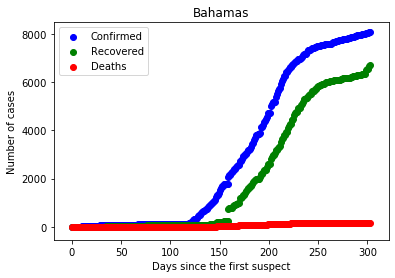 Bahamas
Confirmed
Recovered
Deaths
Number of cases
8000
6000
4000
2000
0
0 50 100 150 200 250 300
Days since the first suspect